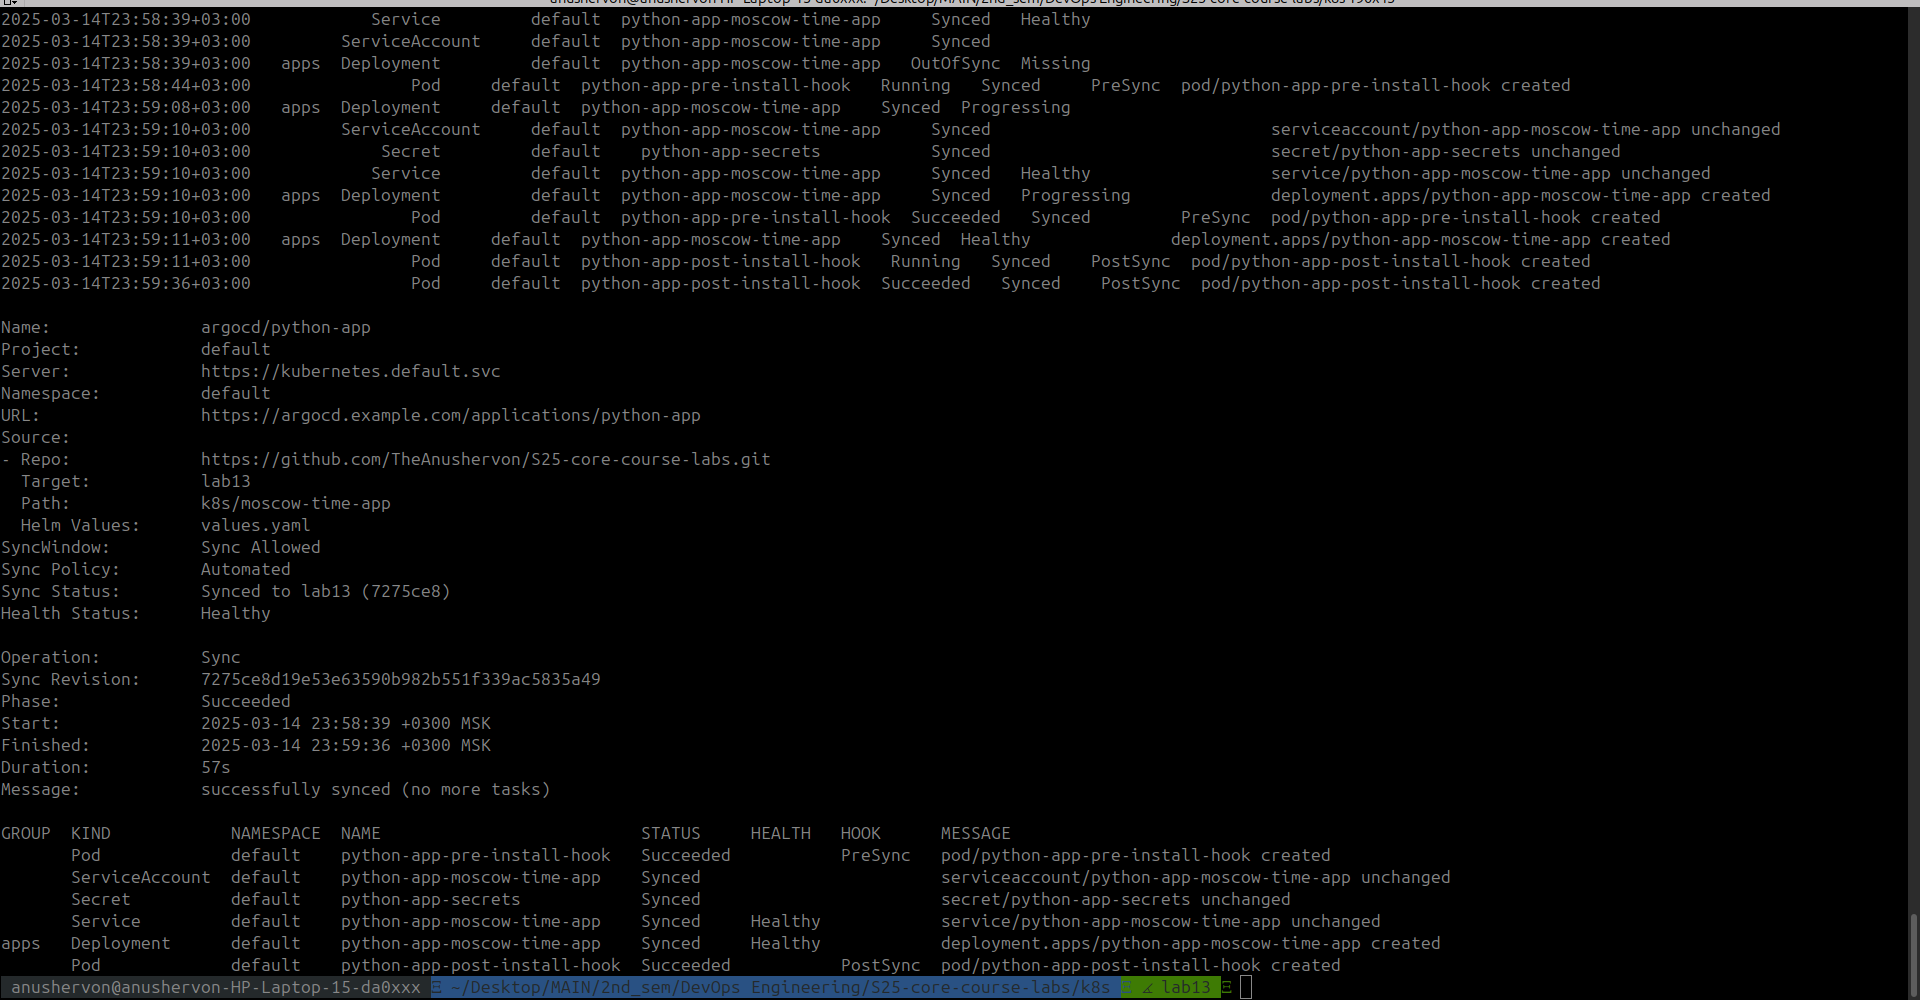 2025-03-14T23:58:39+03:00            Service         default  python-app-moscow-time-app     Synced   Healthy
2025-03-14T23:58:39+03:00         ServiceAccount     default  python-app-moscow-time-app     Synced
2025-03-14T23:58:39+03:00   apps  Deployment         default  python-app-moscow-time-app   OutOfSync  Missing
2025-03-14T23:58:44+03:00                Pod     default  python-app-pre-install-hook   Running   Synced     PreSync  pod/python-app-pre-install-hook created
2025-03-14T23:59:08+03:00   apps  Deployment     default  python-app-moscow-time-app    Synced  Progressing
2025-03-14T23:59:10+03:00         ServiceAccount     default  python-app-moscow-time-app     Synced                            serviceaccount/python-app-moscow-time-app unchanged
2025-03-14T23:59:10+03:00             Secret         default    python-app-secrets           Synced                            secret/python-app-secrets unchanged
2025-03-14T23:59:10+03:00            Service         default  python-app-moscow-time-app     Synced   Healthy                  service/python-app-moscow-time-app unchanged
2025-03-14T23:59:10+03:00   apps  Deployment         default  python-app-moscow-time-app     Synced   Progressing              deployment.apps/python-app-moscow-time-app created
2025-03-14T23:59:10+03:00                Pod         default  python-app-pre-install-hook  Succeeded   Synced         PreSync  pod/python-app-pre-install-hook created
2025-03-14T23:59:11+03:00   apps  Deployment     default  python-app-moscow-time-app    Synced  Healthy              deployment.apps/python-app-moscow-time-app created
2025-03-14T23:59:11+03:00                Pod     default  python-app-post-install-hook   Running   Synced    PostSync  pod/python-app-post-install-hook created
2025-03-14T23:59:36+03:00                Pod     default  python-app-post-install-hook  Succeeded   Synced    PostSync  pod/python-app-post-install-hook created
Name:               argocd/python-app
Project:            default
Server:             https://kubernetes.default.svc
Namespace:          default
URL:                https://argocd.example.com/applications/python-app
Source:
- Repo:             https://github.com/TheAnushervon/S25-core-course-labs.git
  Target:           lab13
  Path:             k8s/moscow-time-app
  Helm Values:      values.yaml
SyncWindow:         Sync Allowed
Sync Policy:        Automated
Sync Status:        Synced to lab13 (7275ce8)
Health Status:      Healthy
Operation:          Sync
Sync Revision:      7275ce8d19e53e63590b982b551f339ac5835a49
Phase:              Succeeded
Start:              2025-03-14 23:58:39 +0300 MSK
Finished:           2025-03-14 23:59:36 +0300 MSK
Duration:           57s
Message:            successfully synced (no more tasks)
GROUP  KIND            NAMESPACE  NAME                          STATUS     HEALTH   HOOK      MESSAGE
       Pod             default    python-app-pre-install-hook   Succeeded           PreSync   pod/python-app-pre-install-hook created
       ServiceAccount  default    python-app-moscow-time-app    Synced                        serviceaccount/python-app-moscow-time-app unchanged
       Secret          default    python-app-secrets            Synced                        secret/python-app-secrets unchanged
       Service         default    python-app-moscow-time-app    Synced     Healthy            service/python-app-moscow-time-app unchanged
apps   Deployment      default    python-app-moscow-time-app    Synced     Healthy            deployment.apps/python-app-moscow-time-app created
       Pod             default    python-app-post-install-hook  Succeeded           PostSync  pod/python-app-post-install-hook created
anushervon@anushervon-HP-Laptop-15-da0xxx ~/Desktop/MAIN/2nd_sem/DevOps Engineering/S25-core-course-labs/k8s lab13